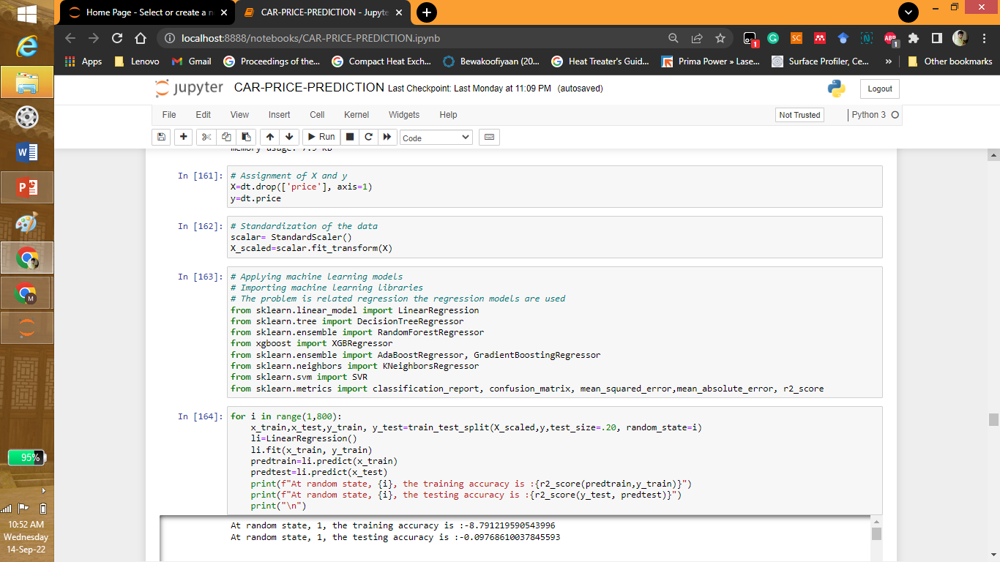 Home Page - Select or create a n
CAR-PRICE-PREDICTION - Jupyte
localhost:8888/notebooks/CAR-PRICE-PREDICTION.ipynb
Apps
Lenovo
Gmail
Proceedings of the...
Compact Heat Exch...
Bewakoofiyaan (20...
Heat Treater's Guid...
Prima Power » Lase...
Surface Profiler, Ce...
»
Other bookmarks
jupyter CAR-PRICE-PREDICTION Last Checkpoint: Last Monday at 11:09 PM (autosaved)
Logout
File Edit View Insert Cell Kernel Widgets Help
Not Trusted
Python 3
Run
Code
memory usage: 7.9 KB
In [161]:
# Assignment of X and y
X=dt.drop(['price'], axis=1)
y=dt.price
In [162]:
# Standardization of the data
scalar= StandardScaler()
X_scaled=scalar.fit_transform(X)
In [163]:
# Applying machine learning models
# Importing machine learning libraries
# The problem is related regression the regression models are used
from sklearn.linear_model import LinearRegression
from sklearn.tree import DecisionTreeRegressor
from sklearn.ensemble import RandomForestRegressor
from xgboost import XGBRegressor
from sklearn.ensemble import AdaBoostRegressor, GradientBoostingRegressor
from sklearn.neighbors import KNeighborsRegressor
from sklearn.svm import SVR
from sklearn.metrics import classification_report, confusion_matrix, mean_squared_error,mean_absolute_error, r2_score
In [164]:
for i in range(1,800):
    x_train,x_test,y_train, y_test=train_test_split(X_scaled,y,test_size=.20, random_state=i)
    li=LinearRegression()
    li.fit(x_train, y_train)
    predtrain=li.predict(x_train)
    predtest=li.predict(x_test)
    print(f"At random state, {i}, the training accuracy is :{r2_score(predtrain,y_train)}")
    print(f"At random state, {i}, the testing accuracy is :{r2_score(y_test, predtest)}")
    print("\n")
At random state, 1, the training accuracy is :-8.791219590543996
At random state, 1, the testing accuracy is :-0.09768610037845593
95%
10:52 AM
Wednesday
14-Sep-22